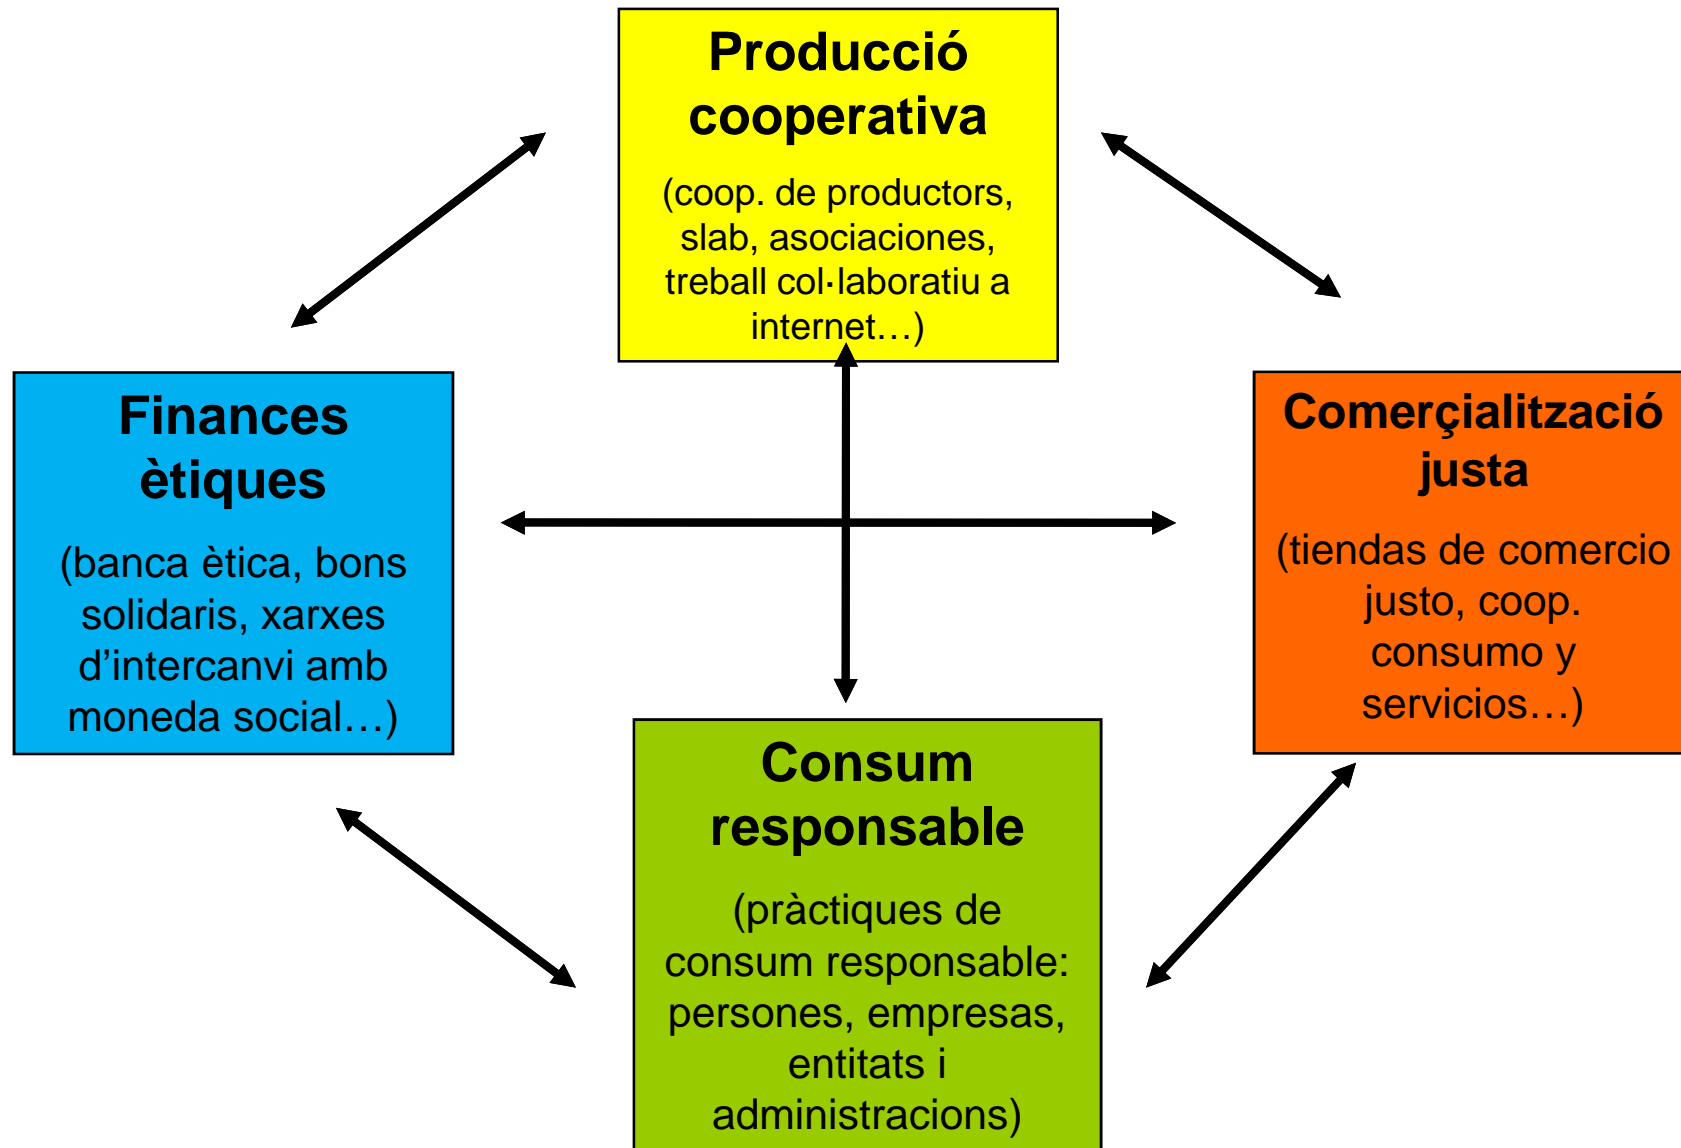 Producció
cooperativa
(coop. de productors,
slab, asociaciones,
treball col·laboratiu a
internet…)
Finances
ètiques
(banca ètica, bons
solidaris, xarxes
d’intercanvi amb
moneda social…)
Comerçialització
justa
(tiendas de comercio
justo, coop.
consumo y
servicios…)
Consum
responsable
(pràctiques de
consum responsable:
persones, empresas,
entitats i
administracions)